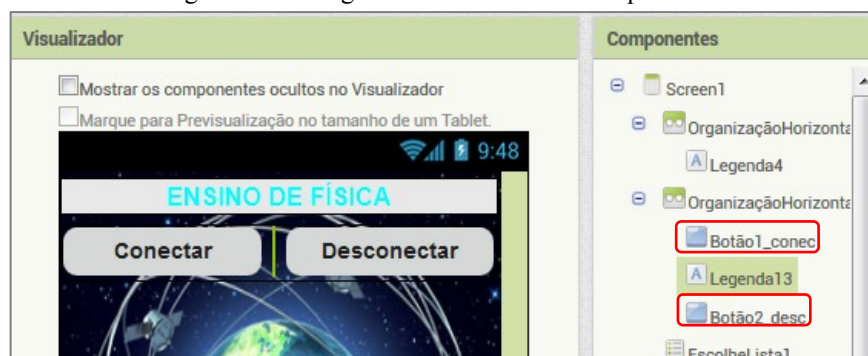 Visualizador
Mostrar os componentes ocultos no Visualizador
Marque para Previsualização no tamanho de um Tablet.
9:48
ENSINO DE FÍSICA
Conectar
Desconectar
Componentes
Screen1
OrganizaçãoHorizonta
Legenda4
OrganizaçãoHorizonta
Botão1_conec
Legenda13
Botão2_desc
EscolheLista1